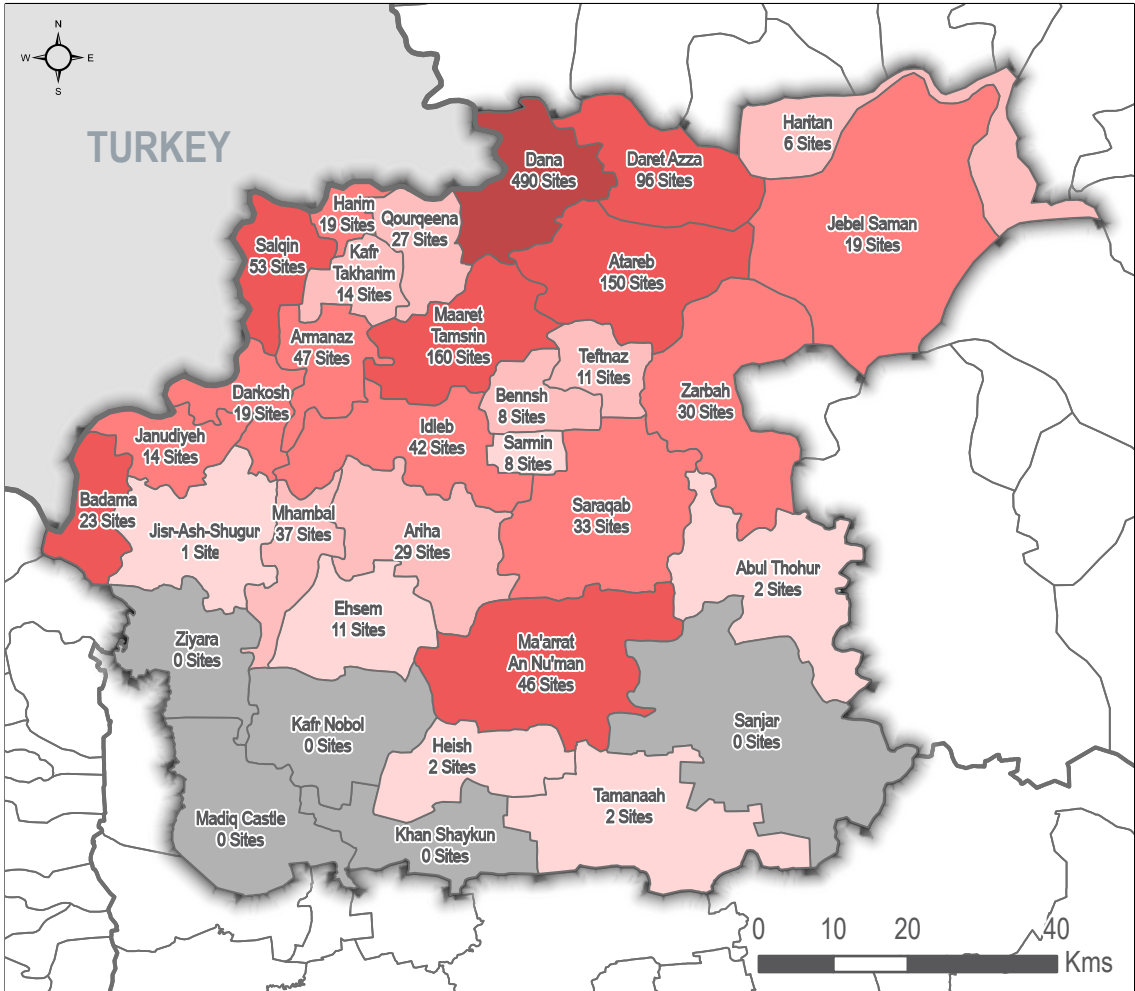 N
W E
S
TURKEY
Haritan
6 Sites
Dana
490 Sites
Daret Azza
96 Sites
Harim
19 Sites
Qourqeena
27 Sites
Jebel Saman
19 Sites
Salqin
53 Sites
Kafr
Takharim
14 Sites
Atareb
150 Sites
Maaret
Tamsrin
160 Sites
Armanaz
47 Sites
Teftnaz
11 Sites
Darkosh
19 Sites
Bennsh
8 Sites
Zarbah
30 Sites
Janudiyeh
14 Sites
Idleb
42 Sites
Sarmin
8 Sites
Badama
23 Sites
Jisr-Ash-Shugur
1 Site
Mhambal
37 Sites
Ariha
29 Sites
Saraqab
33 Sites
Abul Thohur
2 Sites
Ehsem
11 Sites
Ziyara
0 Sites
Ma'arrat
An Nu'man
46 Sites
Kafr Nobol
0 Sites
Sanjar
0 Sites
Heish
2 Sites
Tamanaah
2 Sites
Madiq Castle
0 Sites
Khan Shaykun
0 Sites
0 10 20 40
Kms